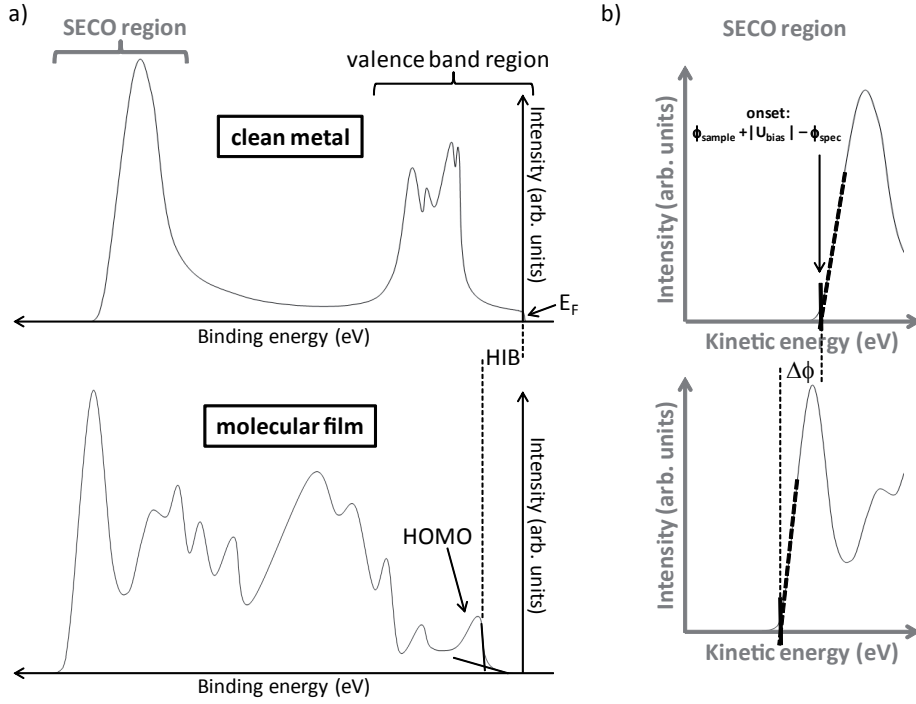 a)
SECO region
valence band region
clean metal
Intensity (arb. units)
E_F
Binding energy (eV)
HIB
molecular film
HOMO
Intensity (arb. units)
Binding energy (eV)
b)
SECO region
onset:
ϕsample +|Ubias| − ϕspec
Intensity (arb. units)
Kinetic energy (eV)
Δϕ
Intensity (arb. units)
Kinetic energy (eV)